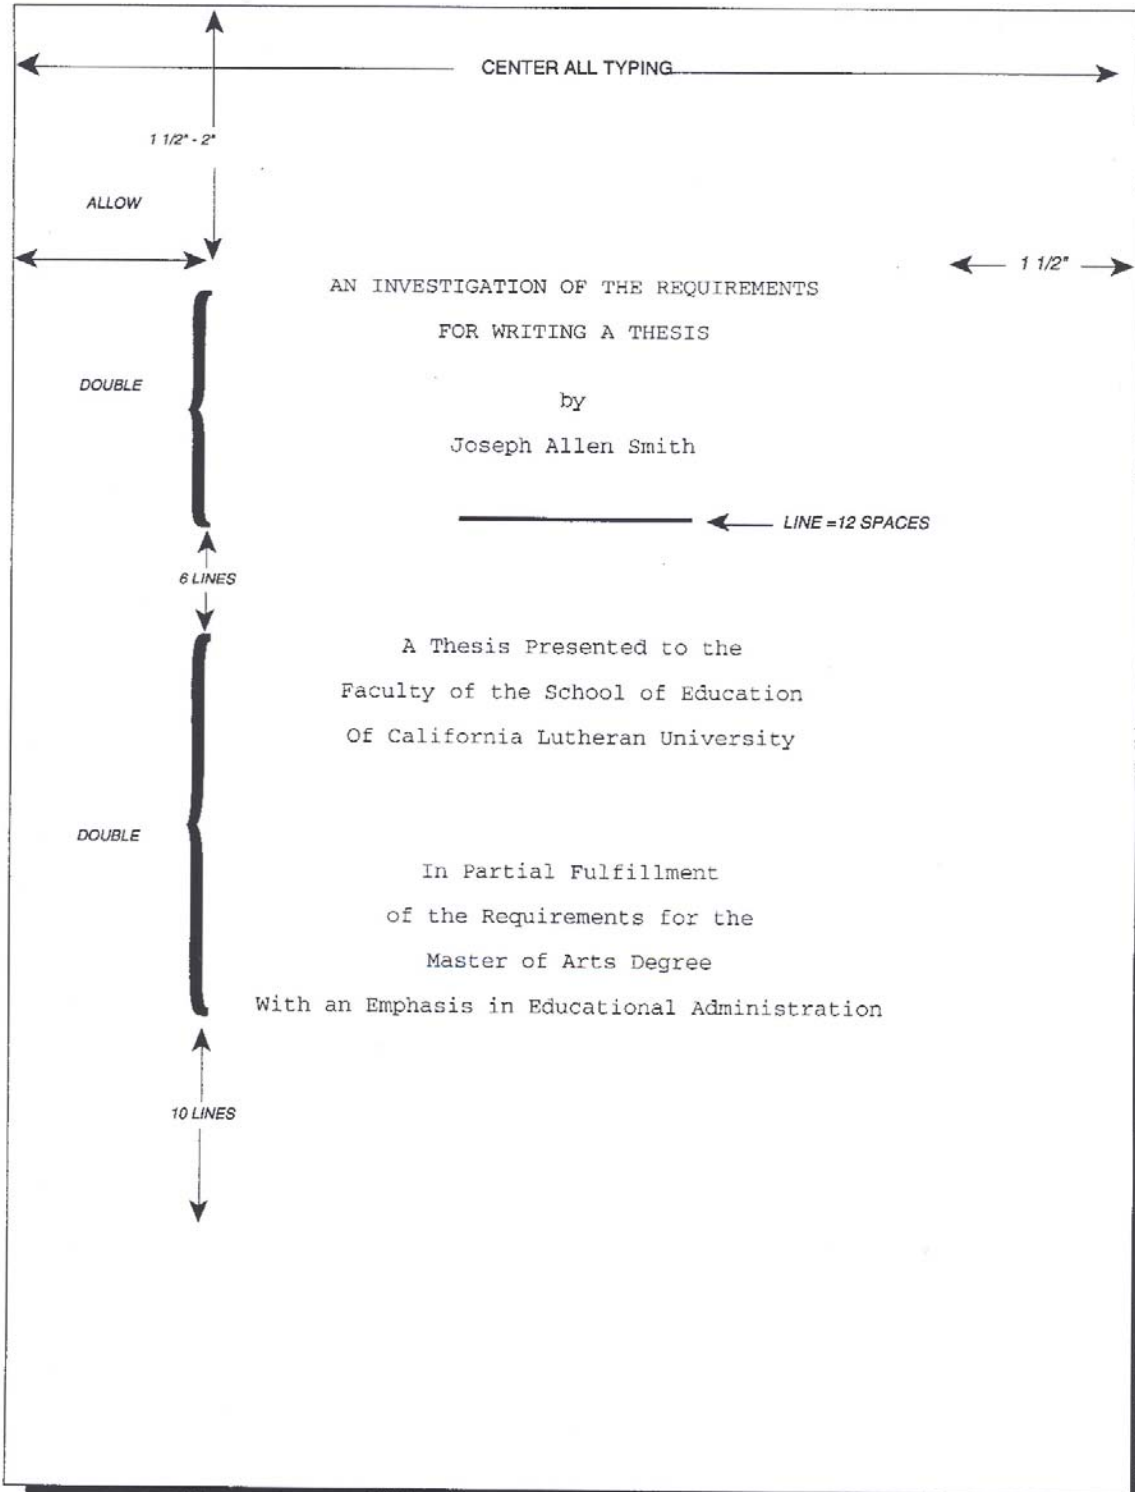 CENTER ALL TYPING
1 1/2" - 2"
ALLOW
1 1/2"
AN INVESTIGATION OF THE REQUIREMENTS
FOR WRITING A THESIS
DOUBLE
by
Joseph Allen Smith
LINE =12 SPACES
6 LINES
A Thesis Presented to the
Faculty of the School of Education
Of California Lutheran University
DOUBLE
In Partial Fulfillment
of the Requirements for the
Master of Arts Degree
With an Emphasis in Educational Administration
10 LINES